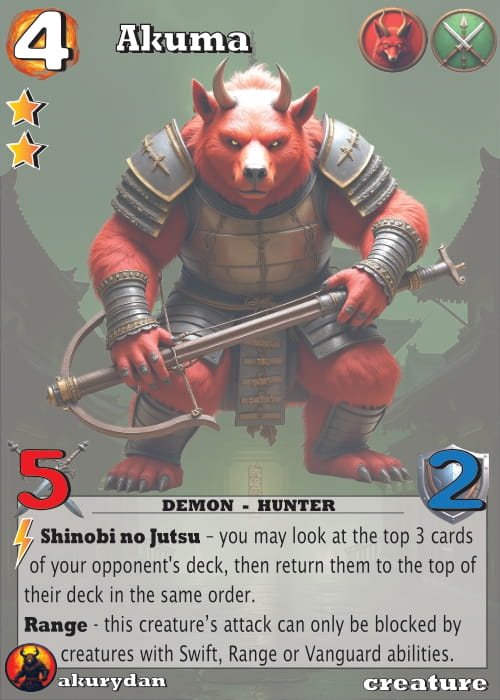 4
Akuma
5
2
DEMON - HUNTER
Shinobi no Jutsu – you may look at the top 3 cards
of your opponent's deck, then return them to the top of
their deck in the same order.
Range - this creature's attack can only be blocked by
creatures with Swift, Range or Vanguard abilities.
akurydan
creature